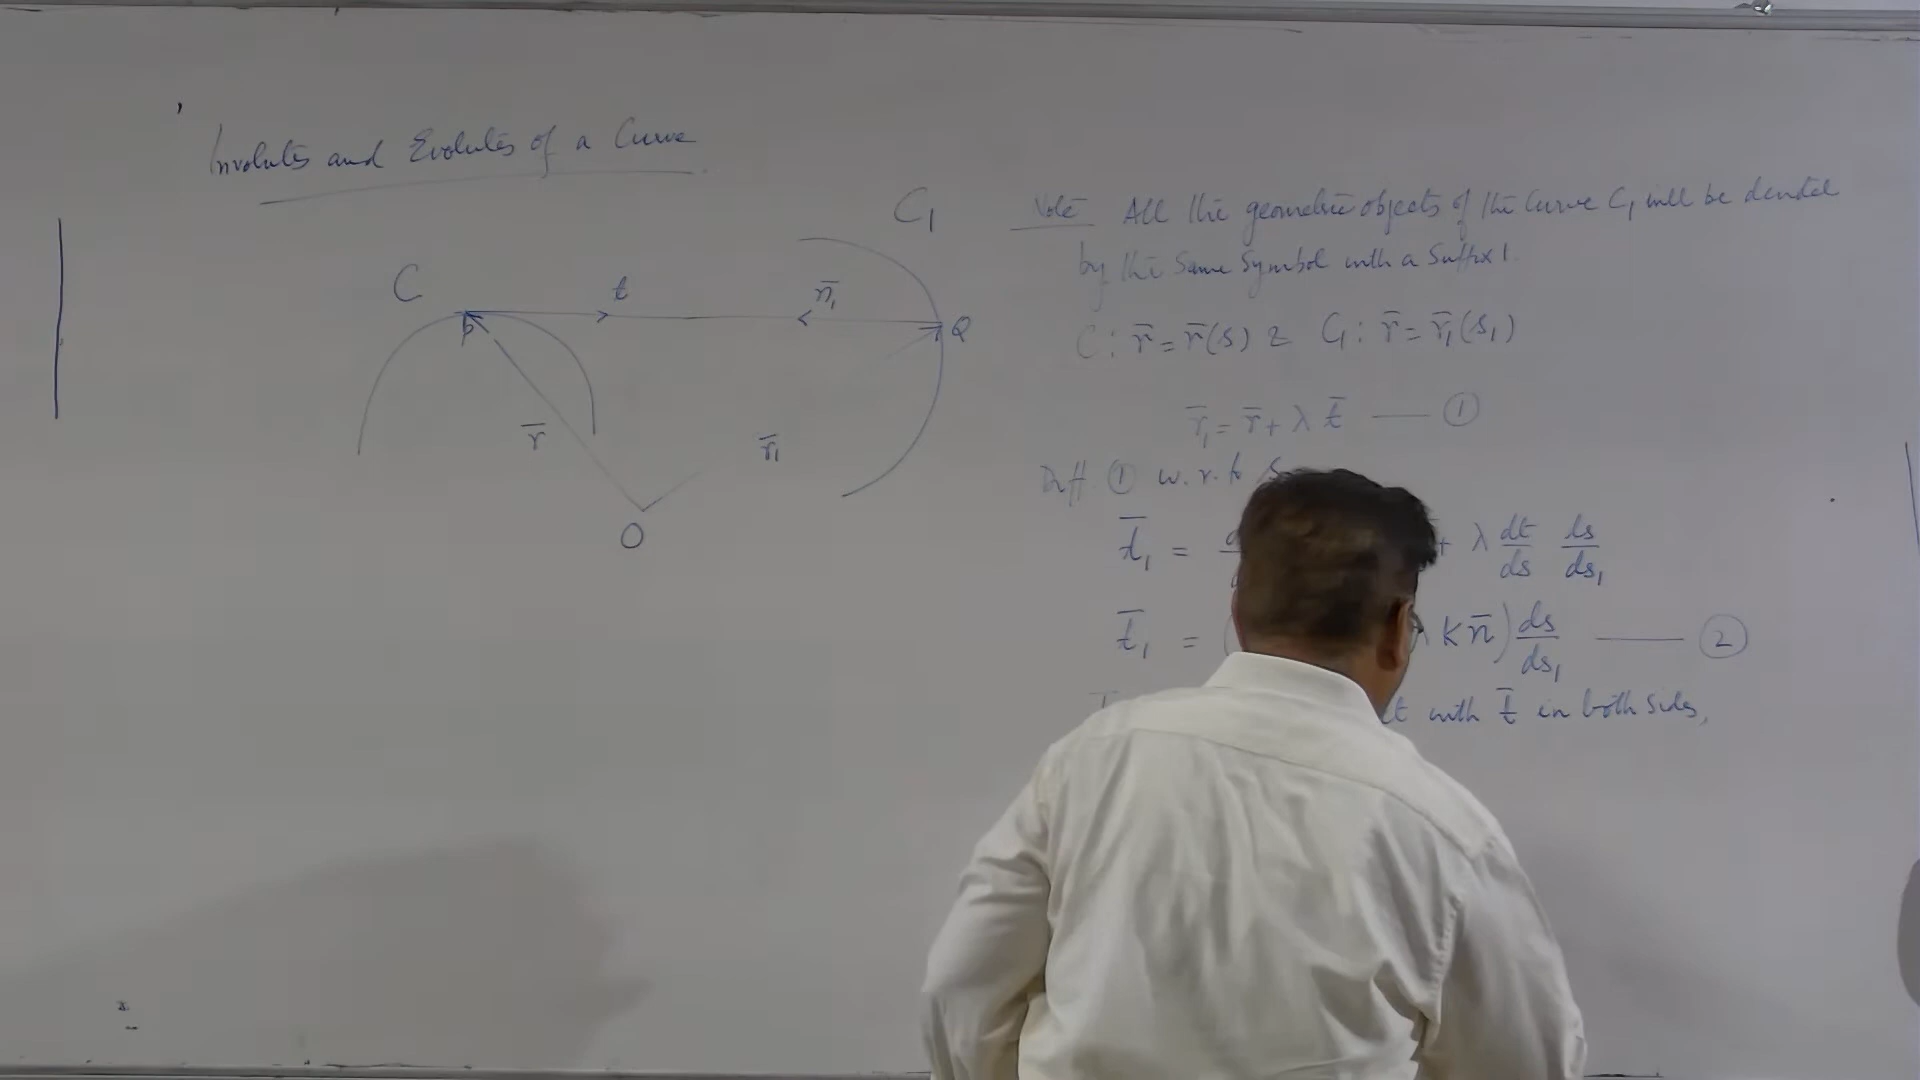 Involutes and Evolutes of a Curve
C
t
n̄₁
C₁
P
Q
r̄
r̄₁
O
Note All the geometric objects of the Curve C₁ will be denoted
by the Same Symbol with a Suffix 1.
C: r̄ = r̄(s) & C₁: r̄ = r̄₁(s₁)
r̄₁ = r̄ + λ t̄ —— ①
Diff ① w.r.to s
t̄₁ = + λ dt/ds ds/ds₁
t̄₁ = ( λ k n̄) ds/ds₁ —— ②
with t̄ in both sides,